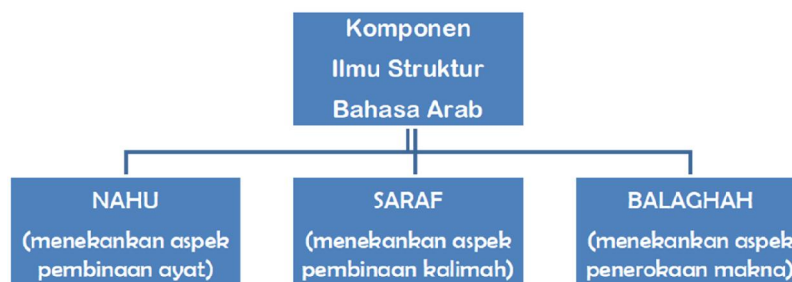 Komponen
Ilmu Struktur
Bahasa Arab
NAHU
(menekankan aspek
pembinaan ayat)
SARAF
(menekankan aspek
pembinaan kalimah)
BALAGHAH
(menekankan aspek
penerokaan makna)